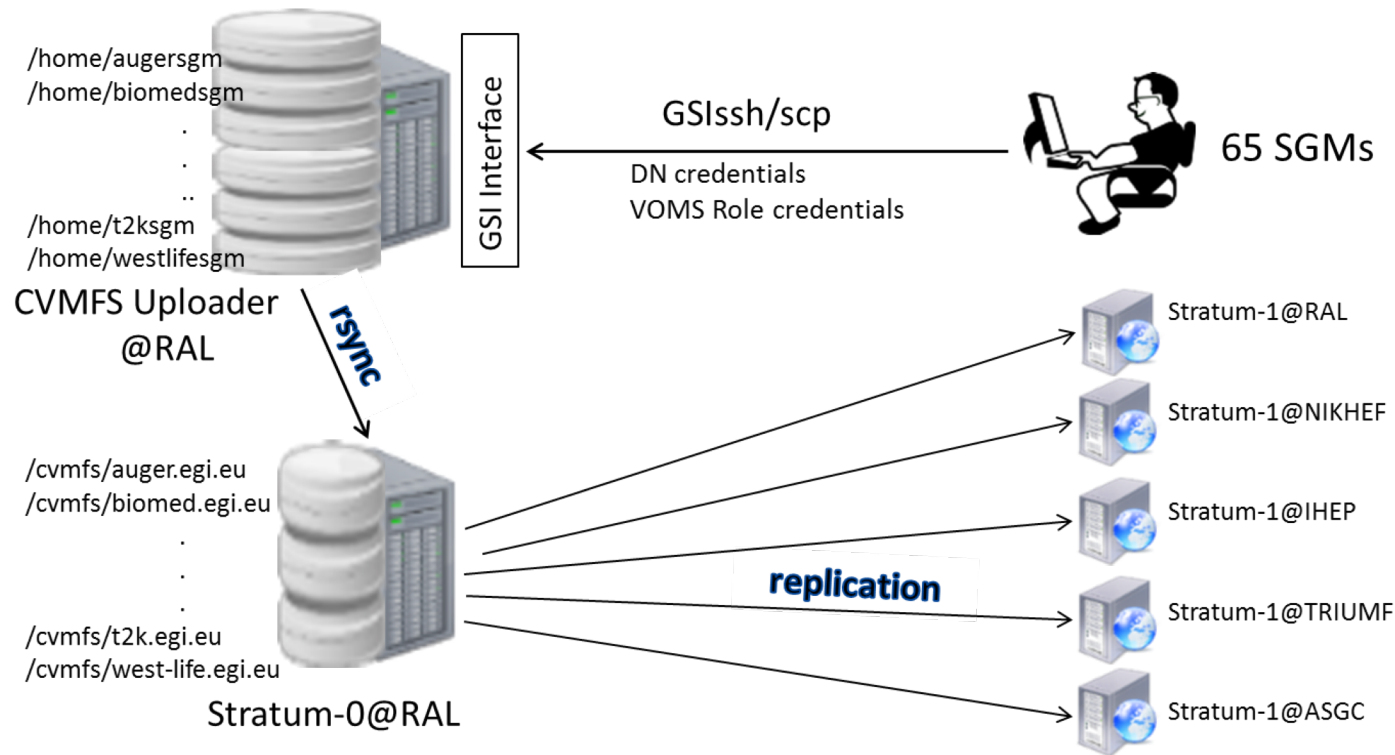 /home/augersgm
/home/biomedsgm
.
.
..
/home/t2ksgm
/home/westlifesgm
CVMFS Uploader
@RAL
GSI Interface
GSIssh/scp
DN credentials
VOMS Role credentials
65 SGMs
rsync
/cvmfs/auger.egi.eu
/cvmfs/biomed.egi.eu
.
.
.
/cvmfs/t2k.egi.eu
/cvmfs/west-life.egi.eu
Stratum-0@RAL
replication
Stratum-1@RAL
Stratum-1@NIKHEF
Stratum-1@IHEP
Stratum-1@TRIUMF
Stratum-1@ASGC